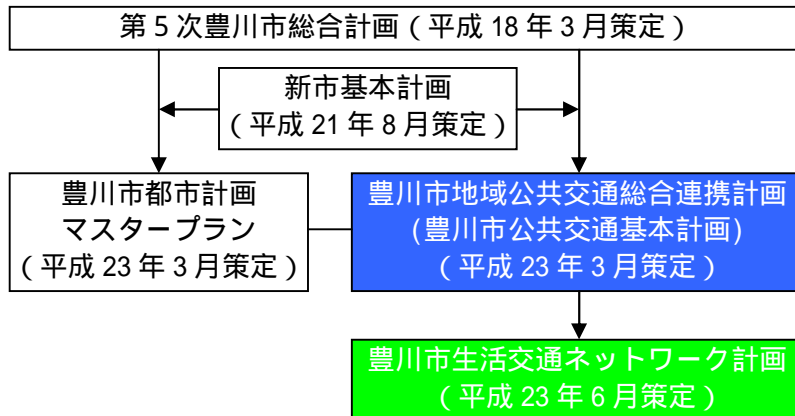 第5次豊川市総合計画（平成18年3月策定）
新市基本計画
（平成21年8月策定）
豊川市都市計画
マスタープラン
（平成23年3月策定）
豊川市地域公共交通総合連携計画
(豊川市公共交通基本計画)
（平成23年3月策定）
豊川市生活交通ネットワーク計画
（平成23年6月策定）